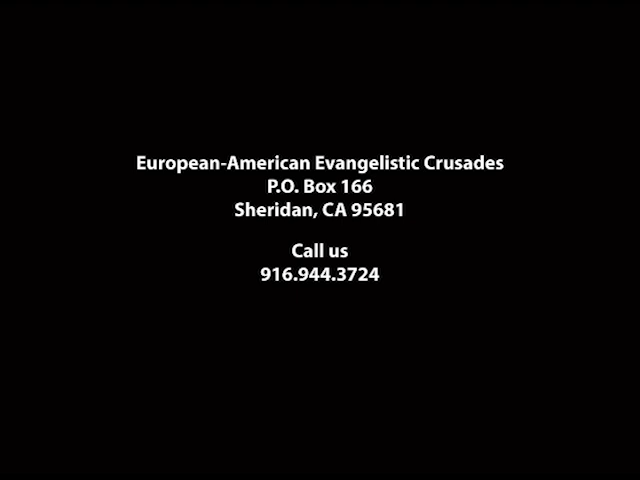 European-American Evangelistic Crusades
P.O. Box 166
Sheridan, CA 95681
Call us
916.944.3724